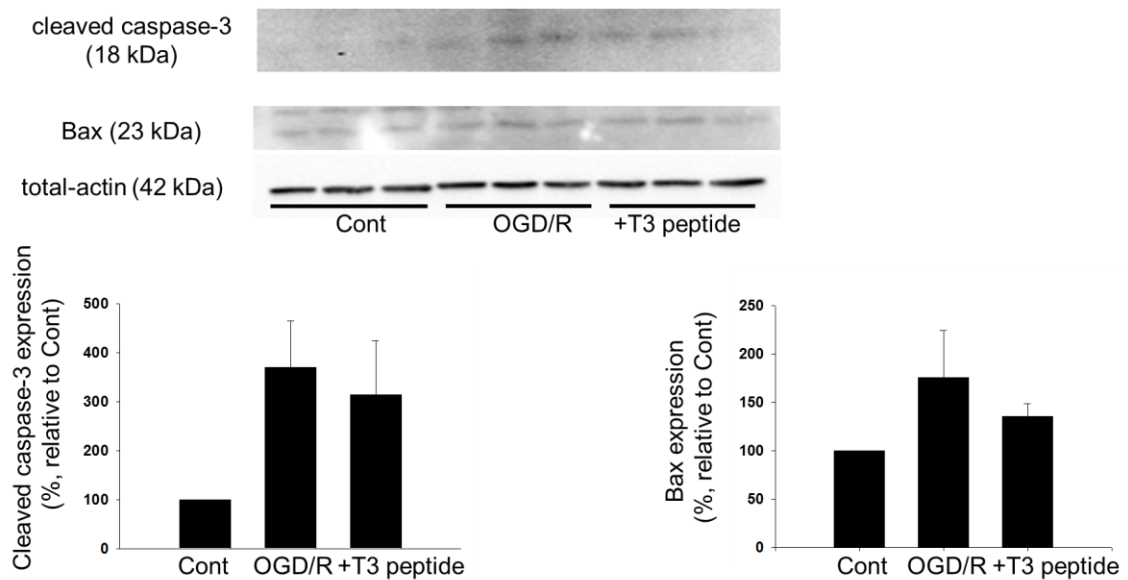 cleaved caspase-3
(18 kDa)
Bax (23 kDa)
total-actin (42 kDa)
Cont OGD/R +T3 peptide
Cleaved caspase-3 expression
(%, relative to Cont)
500
400
300
200
100
0
Cont OGD/R +T3 peptide
Bax expression
(%, relative to Cont)
250
200
150
100
50
0
Cont OGD/R +T3 peptide